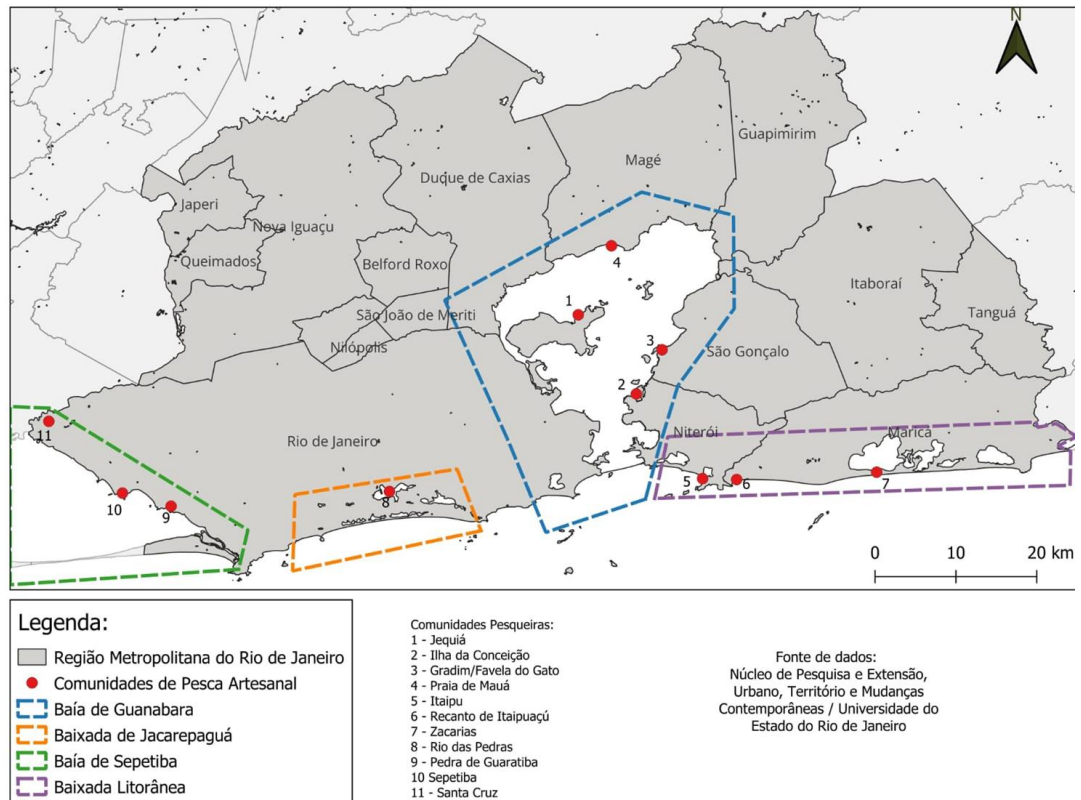 N
Guapimirim
Magé
Duque de Caxias
Japeri
Nova Iguaçu
Queimados
Belford Roxo
4
Itaboraí
1
São João de Meriti
Tanguá
Nilópolis
3
São Gonçalo
2
11
Rio de Janeiro
Niterói
Maricá
10
9
8
5
6
7
0 10 20 km
Legenda:
Região Metropolitana do Rio de Janeiro
Comunidades de Pesca Artesanal
Baía de Guanabara
Baixada de Jacarepaguá
Baía de Sepetiba
Baixada Litorânea
Comunidades Pesqueiras:
1 - Jequiá
2 - Ilha da Conceição
3 - Gradim/Favela do Gato
4 - Praia de Mauá
5 - Itaipu
6 - Recanto de Itaipuaçú
7 - Zacarias
8 - Rio das Pedras
9 - Pedra de Guaratiba
10 Sepetiba
11 - Santa Cruz
Fonte de dados:
Núcleo de Pesquisa e Extensão,
Urbano, Território e Mudanças
Contemporâneas / Universidade do
Estado do Rio de Janeiro